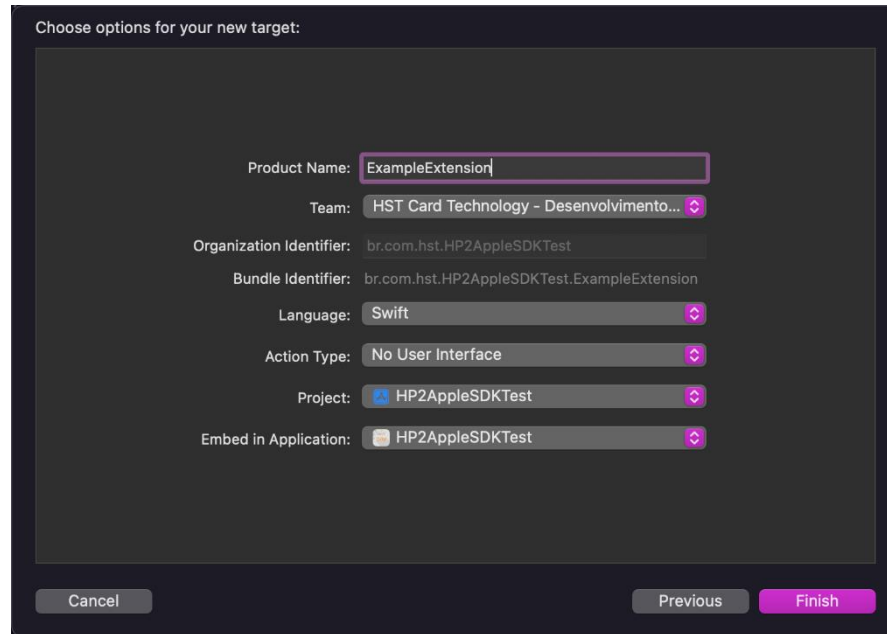 Choose options for your new target:
Product Name: ExampleExtension
Team: HST Card Technology - Desenvolvimento...
Organization Identifier: br.com.hst.HP2AppleSDKTest
Bundle Identifier: br.com.hst.HP2AppleSDKTest.ExampleExtension
Language: Swift
Action Type: No User Interface
Project: HP2AppleSDKTest
Embed in Application: HP2AppleSDKTest
Cancel Previous Finish